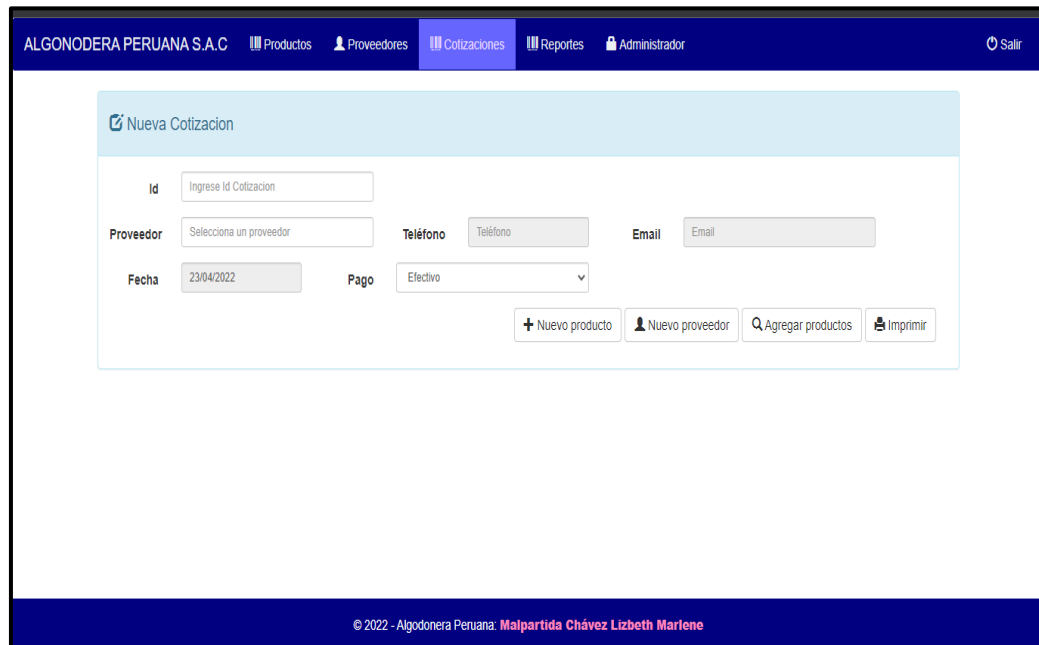 ALGONODERA PERUANA S.A.C Productos Proveedores Cotizaciones Reportes Administrador Salir
Nueva Cotizacion
Id Ingrese Id Cotizacion
Proveedor Selecciona un proveedor Teléfono Teléfono Email Email
Fecha 23/04/2022 Pago Efectivo
Nuevo producto Nuevo proveedor Agregar productos Imprimir
© 2022 - Algodonera Peruana: Malpartida Chávez Lizbeth Marlene